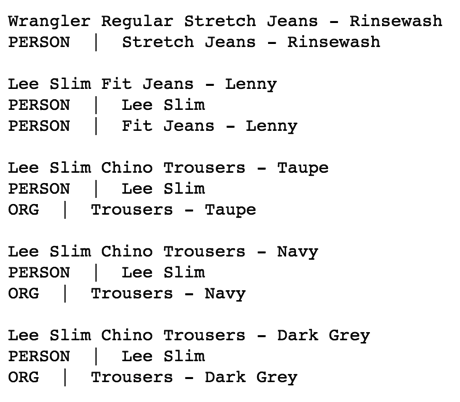 Wrangler Regular Stretch Jeans – Rinsewash
PERSON | Stretch Jeans – Rinsewash
Lee Slim Fit Jeans – Lenny
PERSON | Lee Slim
PERSON | Fit Jeans – Lenny
Lee Slim Chino Trousers – Taupe
PERSON | Lee Slim
ORG | Trousers – Taupe
Lee Slim Chino Trousers – Navy
PERSON | Lee Slim
ORG | Trousers – Navy
Lee Slim Chino Trousers – Dark Grey
PERSON | Lee Slim
ORG | Trousers – Dark Grey